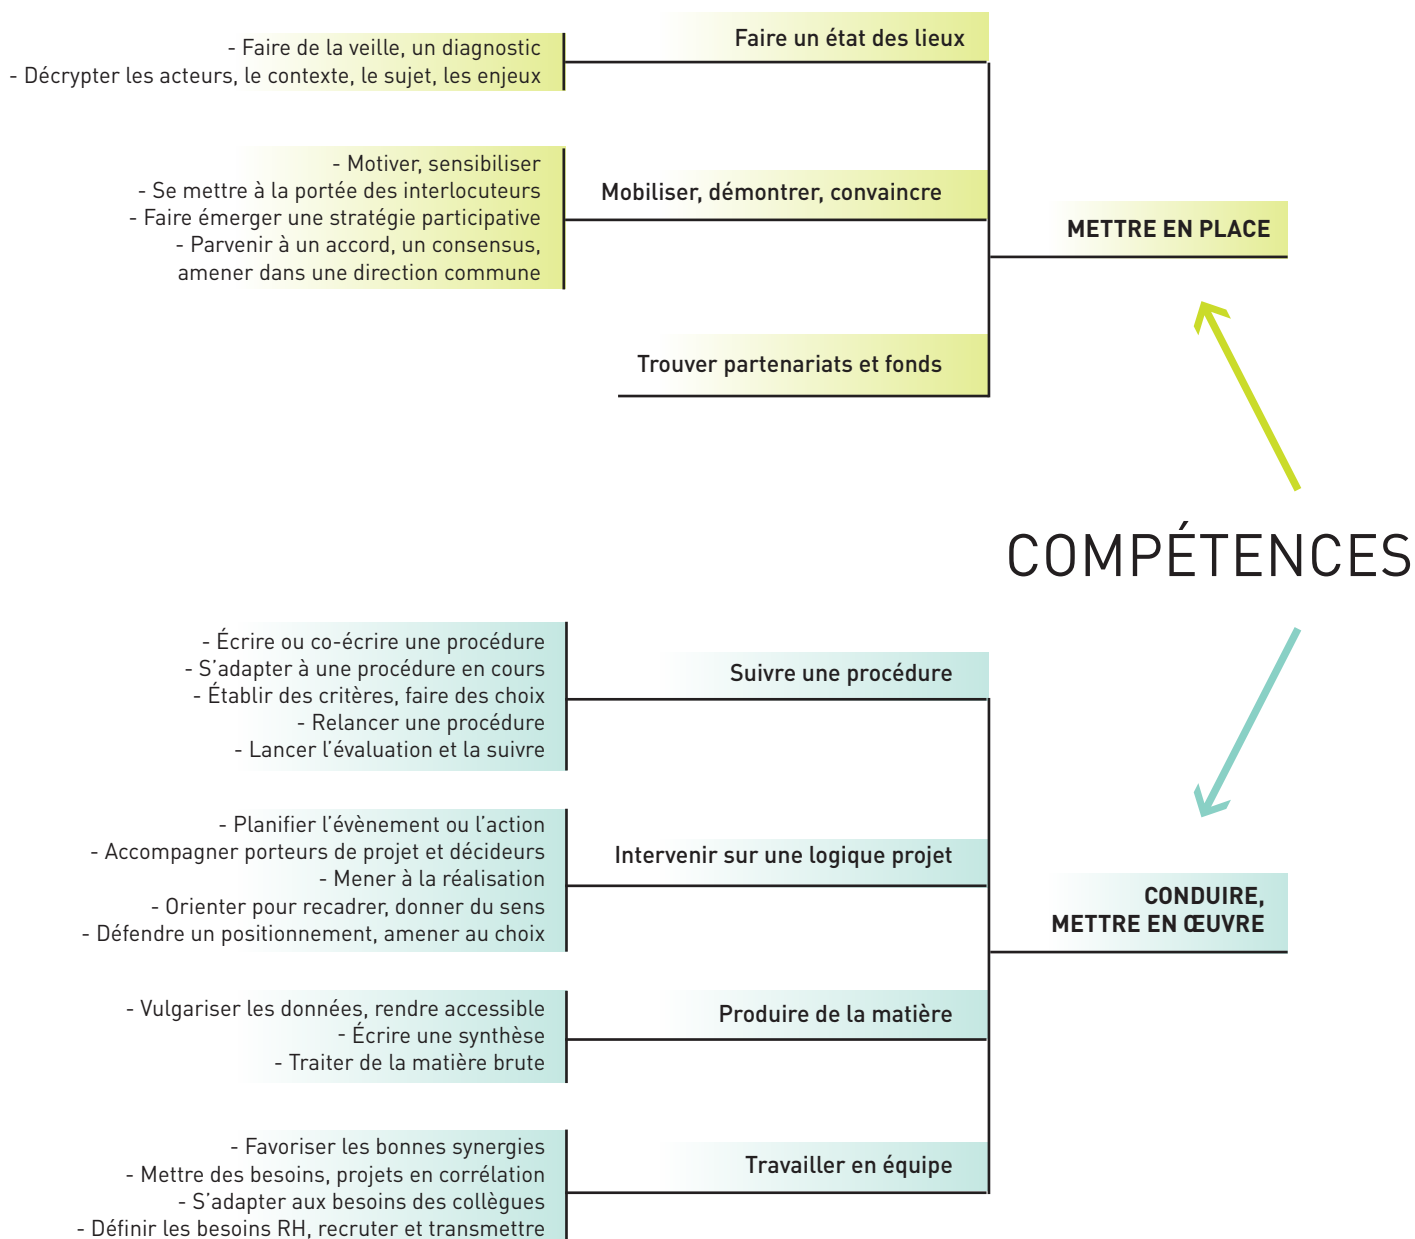 Faire un état des lieux
- Faire de la veille, un diagnostic
- Décrypter les acteurs, le contexte, le sujet, les enjeux
- Motiver, sensibiliser
- Se mettre à la portée des interlocuteurs
- Faire émerger une stratégie participative
- Parvenir à un accord, un consensus,
amener dans une direction commune
Mobiliser, démontrer, convaincre
METTRE EN PLACE
Trouver partenariats et fonds
COMPÉTENCES
- Écrire ou co-écrire une procédure
- S’adapter à une procédure en cours
- Établir des critères, faire des choix
- Relancer une procédure
- Lancer l’évaluation et la suivre
Suivre une procédure
- Planifier l’évènement ou l’action
- Accompagner porteurs de projet et décideurs
- Mener à la réalisation
- Orienter pour recadrer, donner du sens
- Défendre un positionnement, amener au choix
Intervenir sur une logique projet
CONDUIRE,
METTRE EN ŒUVRE
- Vulgariser les données, rendre accessible
- Écrire une synthèse
- Traiter de la matière brute
Produire de la matière
- Favoriser les bonnes synergies
- Mettre des besoins, projets en corrélation
- S’adapter aux besoins des collègues
- Définir les besoins RH, recruter et transmettre
Travailler en équipe